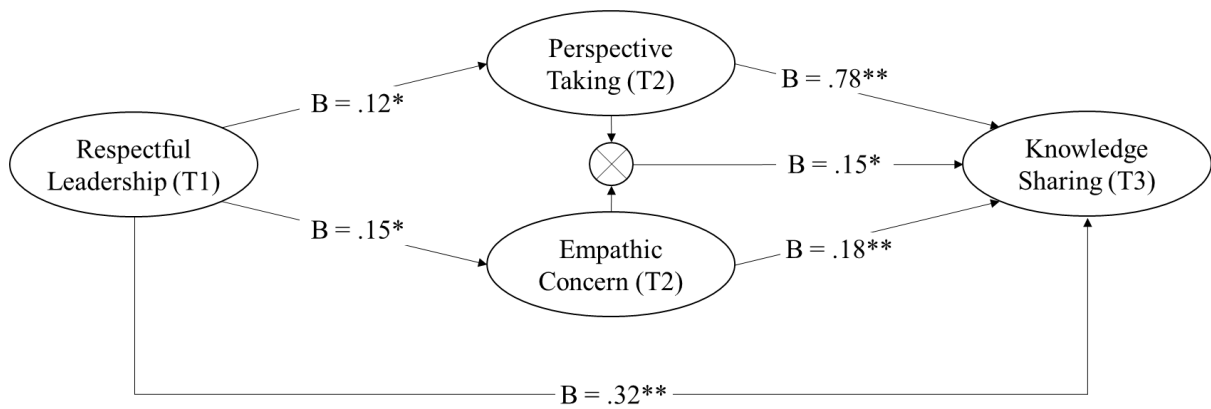 Perspective
Taking (T2)
B = .12*
B = .78**
Respectful
Leadership (T1)
B = .15*
Knowledge
Sharing (T3)
B = .15*
B = .18**
Empathic
Concern (T2)
B = .32**